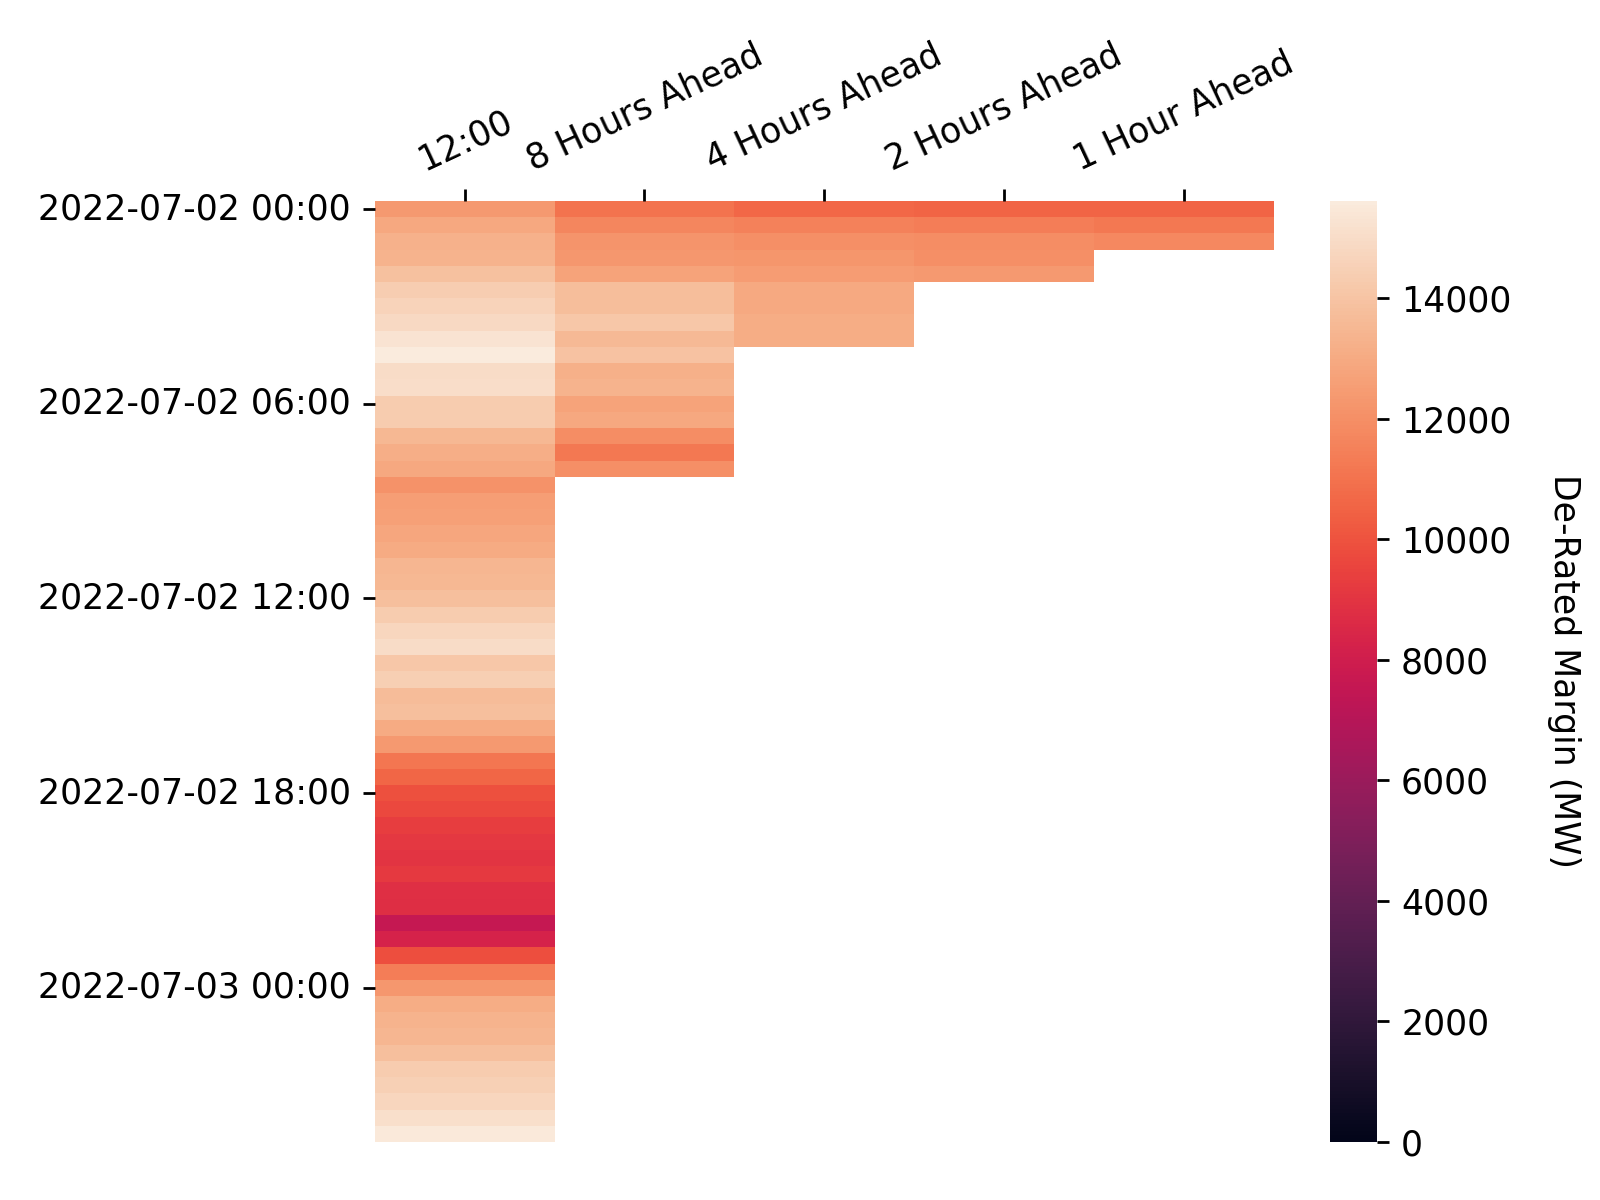 12:00
8 Hours Ahead
4 Hours Ahead
2 Hours Ahead
1 Hour Ahead
2022-07-02 00:00
2022-07-02 06:00
2022-07-02 12:00
2022-07-02 18:00
2022-07-03 00:00
14000
12000
10000
8000
6000
4000
2000
0
De-Rated Margin (MW)